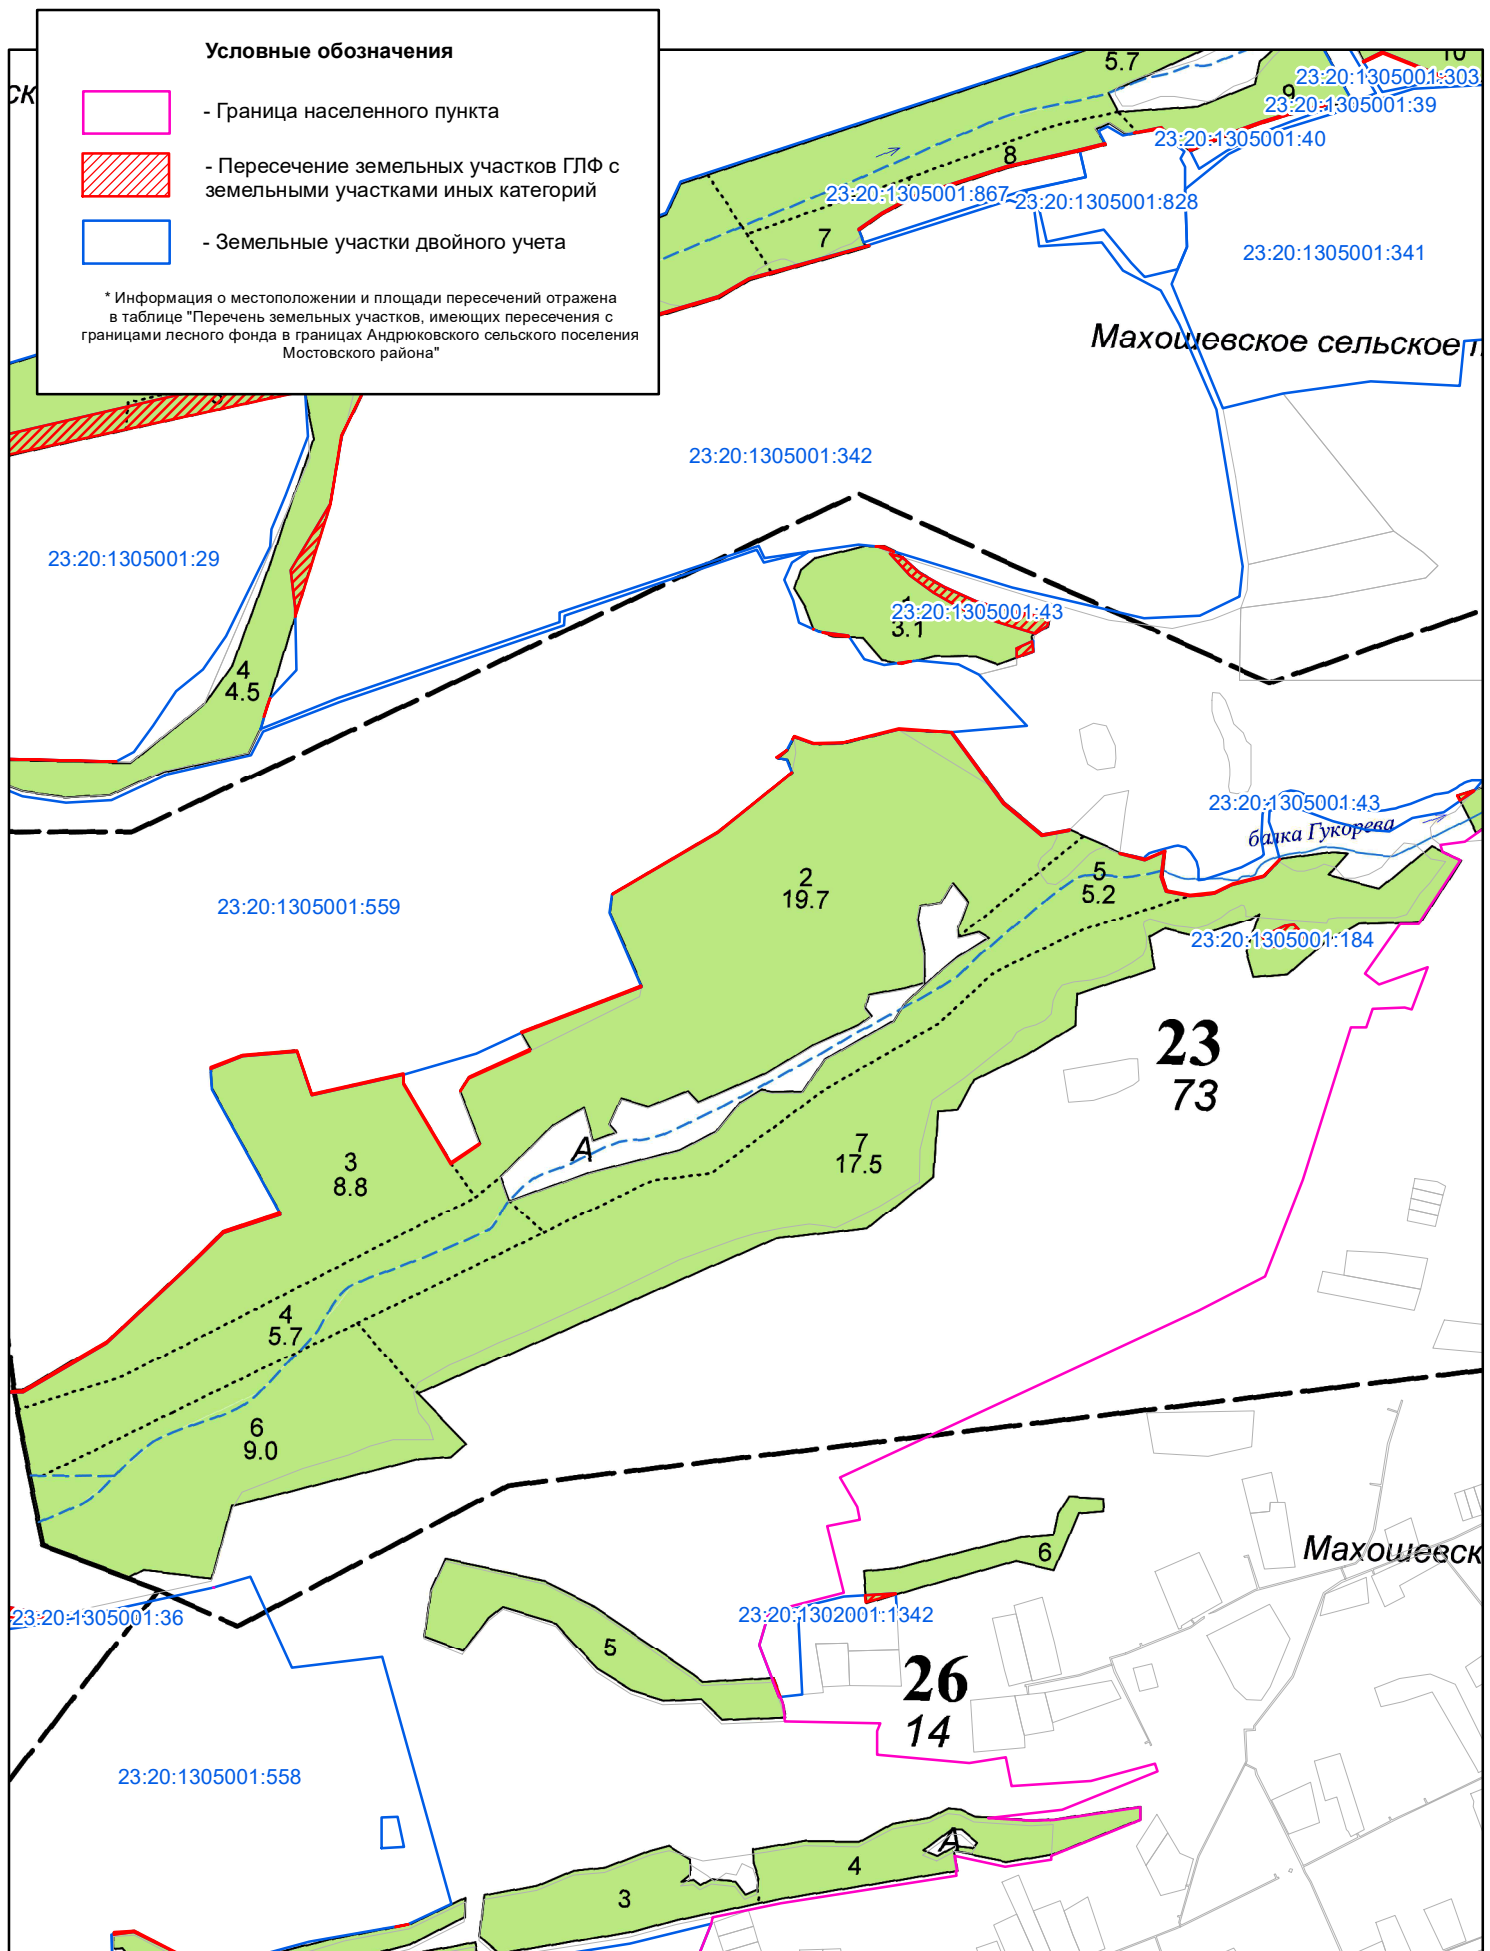 Условные обозначения
- Граница населенного пункта
- Пересечение земельных участков ГЛФ с
земельными участками иных категорий
- Земельные участки двойного учета
* Информация о местоположении и площади пересечений отражена
в таблице "Перечень земельных участков, имеющих пересечения с
границами лесного фонда в границах Андрюковского сельского поселения
Мостовского района"
ск
5.7
10
23:20:1305001:303
9
23:20:1305001:39
23:20:1305001:40
8
23:20:1305001:867
23:20:1305001:828
7
23:20:1305001:341
Махошевское сельское п
23:20:1305001:342
23:20:1305001:29
1
23:20:1305001:43
3.1
4
4.5
23:20:1305001:43
балка Гукорева
2
19.7
5
5.2
23:20:1305001:559
23:20:1305001:184
23
73
А
7
17.5
3
8.8
4
5.7
6
9.0
6
Махошевск
23:20:1305001:36
23:20:1302001:1342
5
26
14
23:20:1305001:558
А
4
3